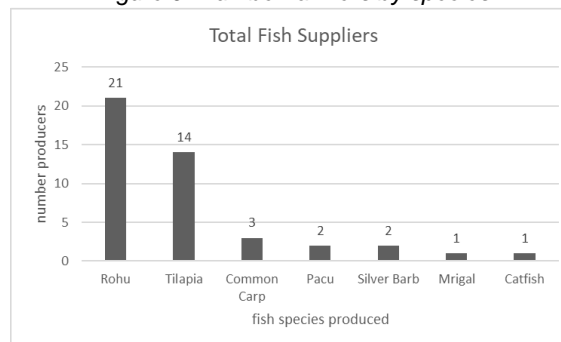 Total Fish Suppliers
25
20
15
10
5
0
number producers
21
14
3
2
2
1
1
Rohu
Tilapia
Common
Carp
Pacu
Silver Barb
Mrigal
Catfish
fish species produced